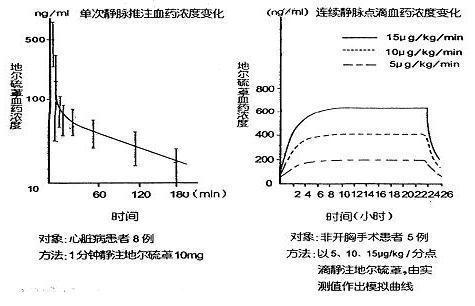 ng/ml 单次静脉推注血药浓度变化
500
100
10
地尔硫䓬血药浓度
60 120 180 (min)
时间
对象:心脏病患者8例
方法:1分钟静注地尔硫䓬10mg
(ng/ml) 连续静脉点滴血药浓度变化
15μg/kg/min
10μg/kg/min
5μg/kg/min
800
600
400
200
0
地尔硫䓬血药浓度
2 4 6 8 10 12 14 16 18 20 22 24 26
时间(小时)
对象:非开胸手术患者5例
方法:以5、10、15μg/kg/分点
滴静注地尔硫䓬,由实
测值作出模拟曲线